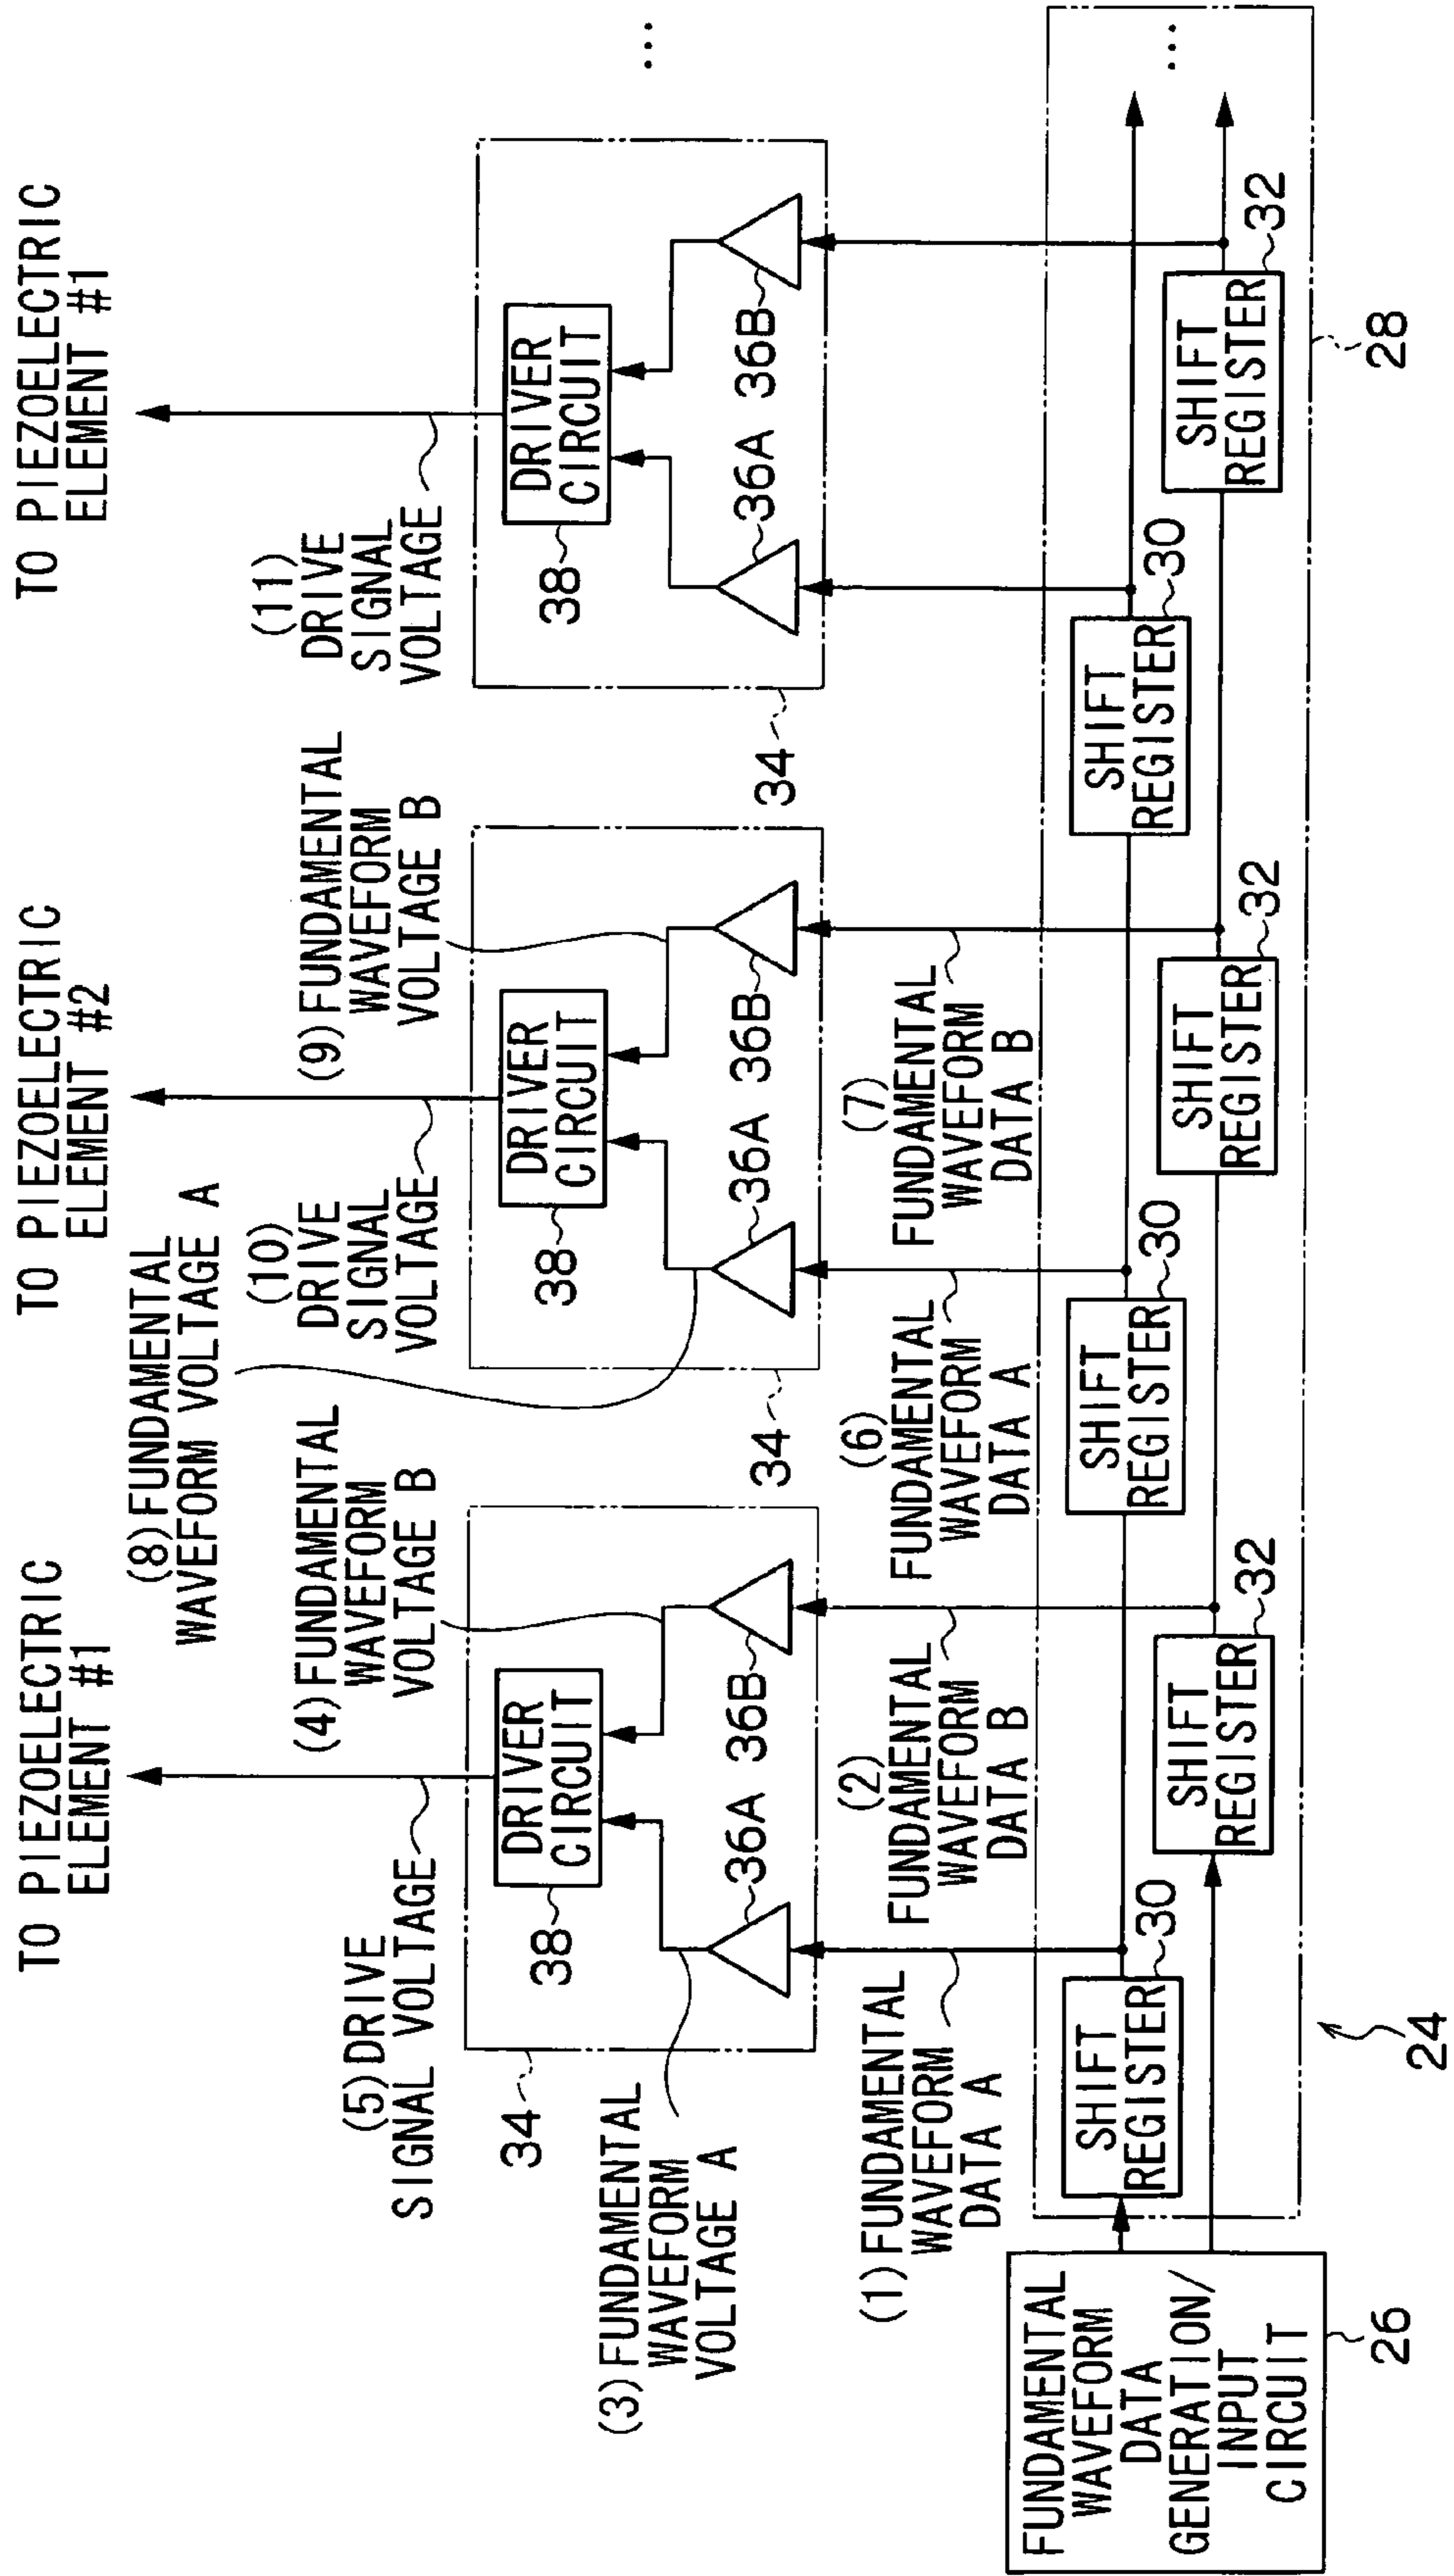 TO PIEZOELECTRIC
ELEMENT #1
TO PIEZOELECTRIC
ELEMENT #2
TO PIEZOELECTRIC
ELEMENT #1
(8) FUNDAMENTAL
WAVEFORM VOLTAGE A
(5) DRIVE
SIGNAL VOLTAGE
(4) FUNDAMENTAL
WAVEFORM
VOLTAGE B
(10)
DRIVE
SIGNAL
VOLTAGE
(9) FUNDAMENTAL
WAVEFORM
VOLTAGE B
(11)
DRIVE
SIGNAL
VOLTAGE
34
38
DRIVER
CIRCUIT
36A
36B
34
38
DRIVER
CIRCUIT
36A
36B
34
38
DRIVER
CIRCUIT
36A
36B
...
(3) FUNDAMENTAL
WAVEFORM
VOLTAGE A
(1) FUNDAMENTAL
WAVEFORM
DATA A
(2)
FUNDAMENTAL
WAVEFORM
DATA B
(6)
FUNDAMENTAL
WAVEFORM
DATA A
(7)
FUNDAMENTAL
WAVEFORM
DATA B
FUNDAMENTAL
WAVEFORM
DATA
GENERATION/
INPUT
CIRCUIT
26
SHIFT
REGISTER
30
SHIFT
REGISTER
32
SHIFT
REGISTER
30
SHIFT
REGISTER
32
SHIFT
REGISTER
30
SHIFT
REGISTER
32
...
24
28